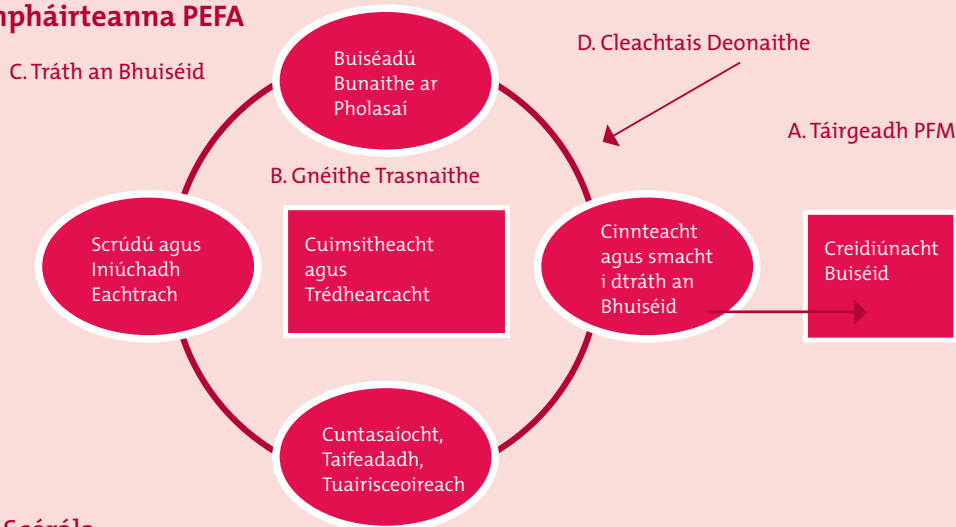 PEFA
D. Cleachtais Deonaithe
C. Tráth an Bhuiséid
Buiséadú
Bunaithe ar
Pholasaí
A. Táirgeadh PFM
B. Gnéithe Trasnaithe
Scrúdú agus
Iniúchadh
Eachtrach
Cuimsitheacht
agus
Trédhearcacht
Cinnteacht
agus smacht
i dtráth an
Bhuiséid
Creidiúnacht
Buiséid
Cuntasaíocht,
Taifeadadh,
Tuairisceoireach